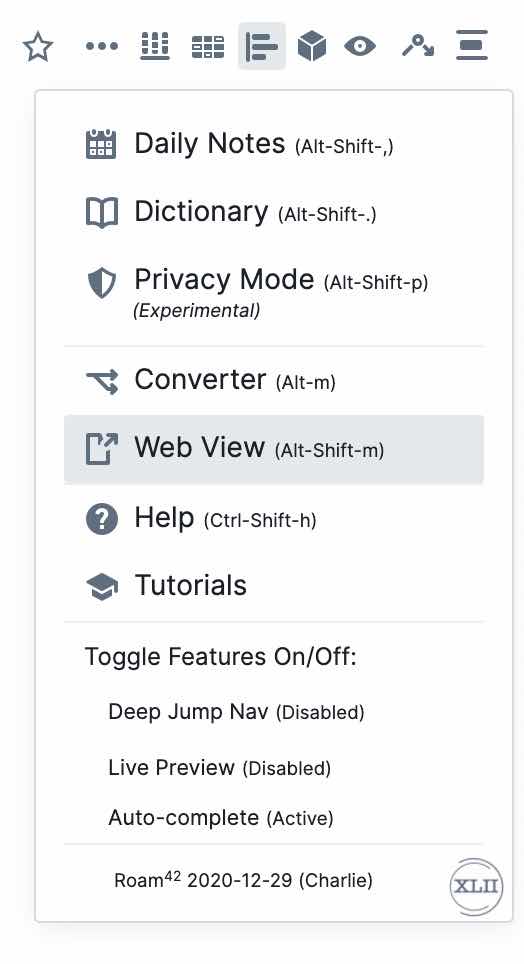 Daily Notes (Alt-Shift-,)
Dictionary (Alt-Shift-.)
Privacy Mode (Alt-Shift-p)
(Experimental)
Converter (Alt-m)
Web View (Alt-Shift-m)
? Help (Ctrl-Shift-h)
Tutorials
Toggle Features On/Off:
Deep Jump Nav (Disabled)
Live Preview (Disabled)
Auto-complete (Active)
Roam⁴² 2020-12-29 (Charlie)
XLII